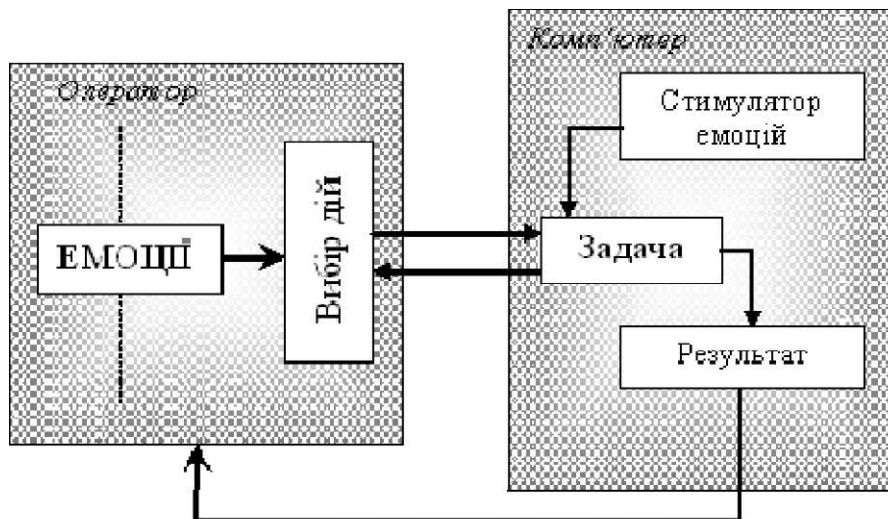 Оператор
ЕМОЦІЇ
Вибір дій
Комп'ютер
Стимулятор
емоцій
Задача
Результат